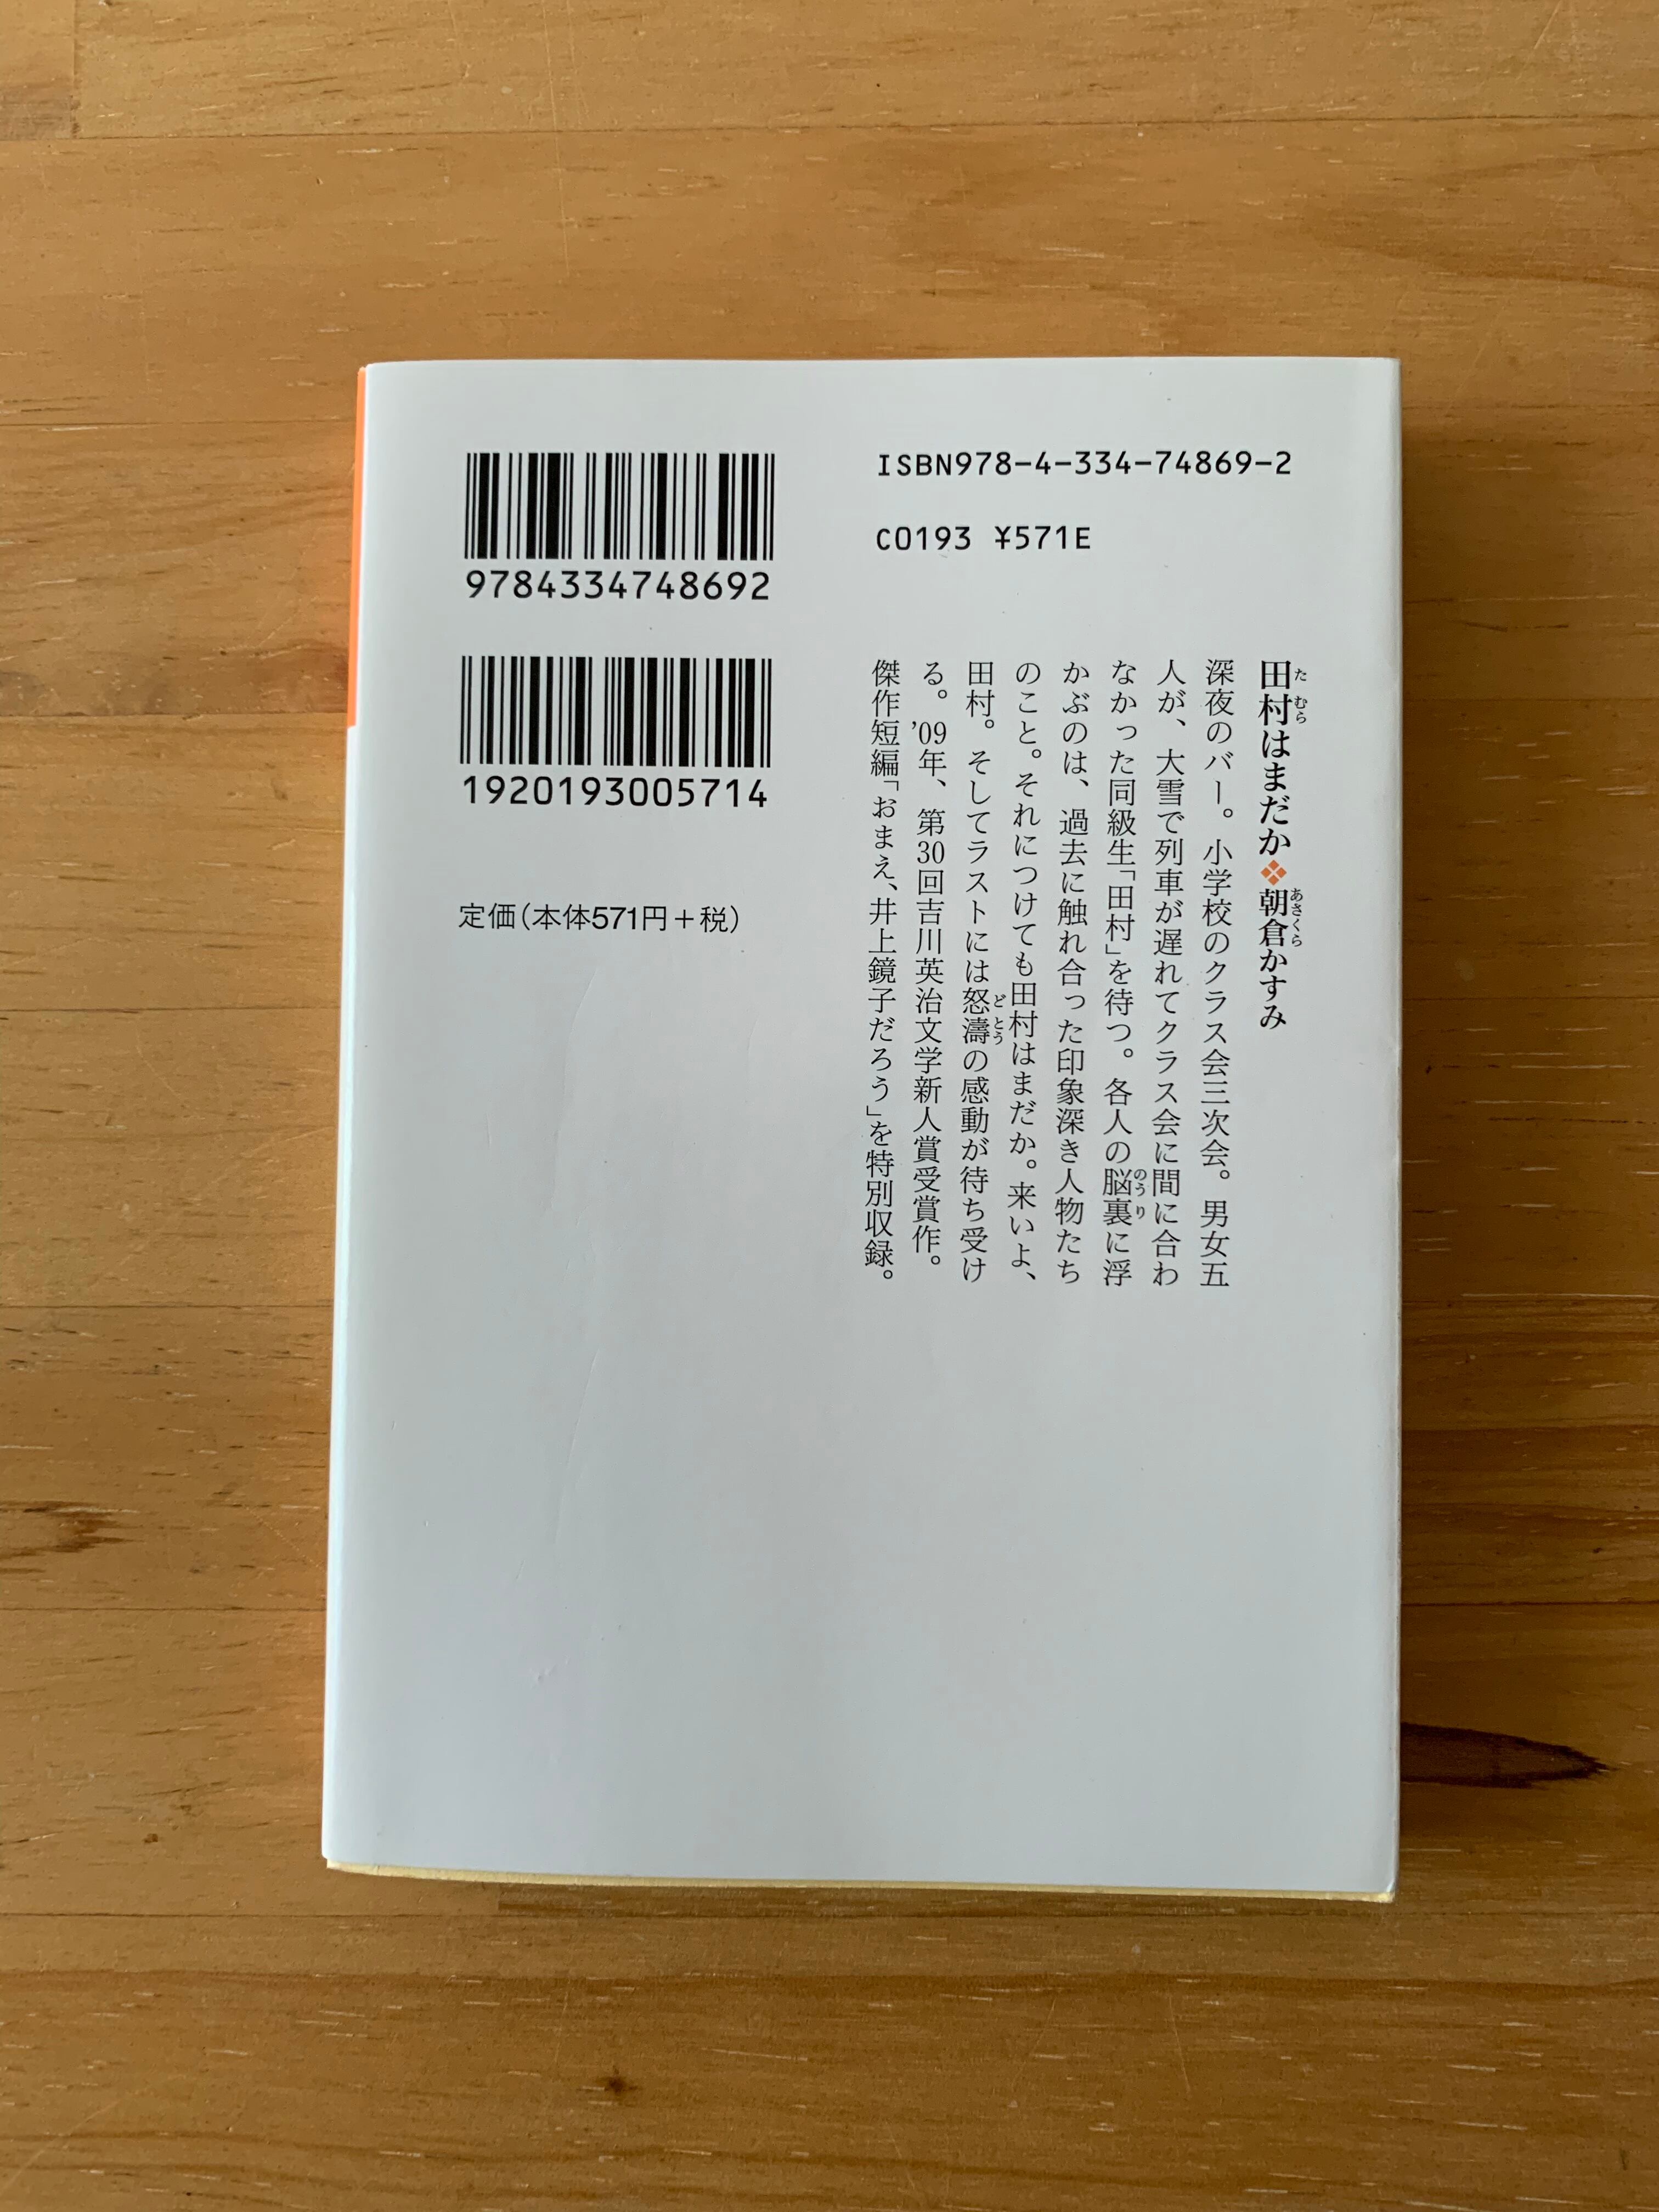 ISBN978-4-334-74869-2
C0193 ¥571E
9784334748692
1920193005714
定価(本体571円+税)
田村はまだか❖朝倉かすみ
深夜のバー。小学校のクラス会三次会。男女五
人が、大雪で列車が遅れてクラス会に間に合わ
なかった同級生「田村」を待つ。各人の脳裏に浮
かぶのは、過去に触れ合った印象深き人物たち
のこと。それにつけても田村はまだか。来いよ、
田村。そしてラストには怒濤の感動が待ち受け
る。’09年、第30回吉川英治文学新人賞受賞作。
傑作短編「おまえ、井上鏡子だろう」を特別収録。